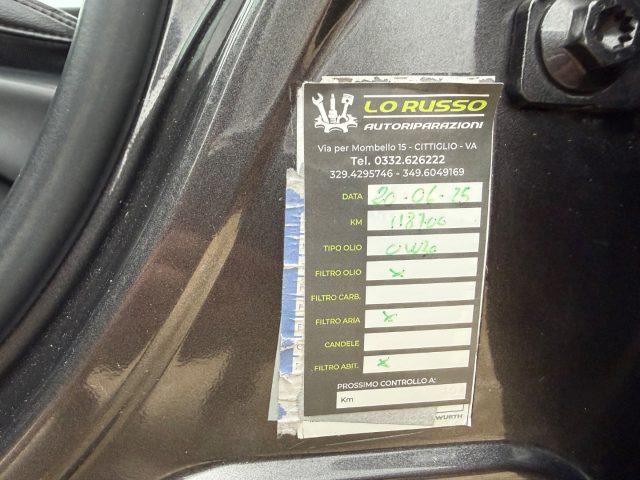 LO RUSSO
AUTORIPARAZIONI
Via per Mombello 15 - CITTIGLIO - VA
Tel. 0332.626222
329.4295746 - 349.6049169
DATA 20.06.25
KM 118700
TIPO OLIO 0W20
FILTRO OLIO x
FILTRO CARB.
FILTRO ARIA x
CANDELE
FILTRO ABIT. x
PROSSIMO CONTROLLO A:
Km
WURTH